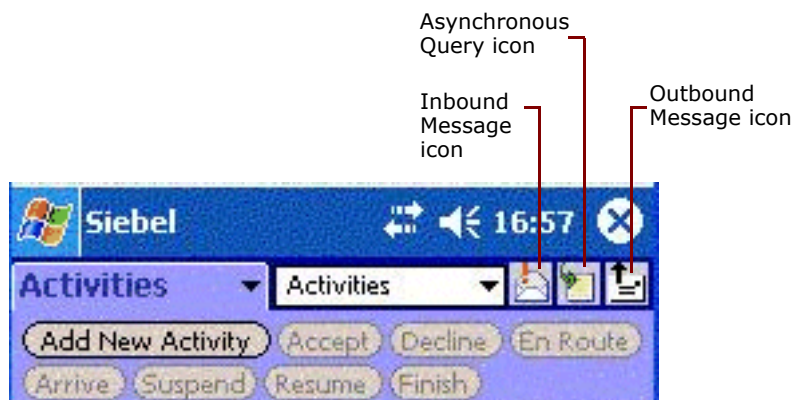 Asynchronous
Query icon
Inbound
Message
icon
Outbound
Message icon
Siebel 16:57
Activities Activities
Add New Activity Accept Decline En Route
Arrive Suspend Resume Finish